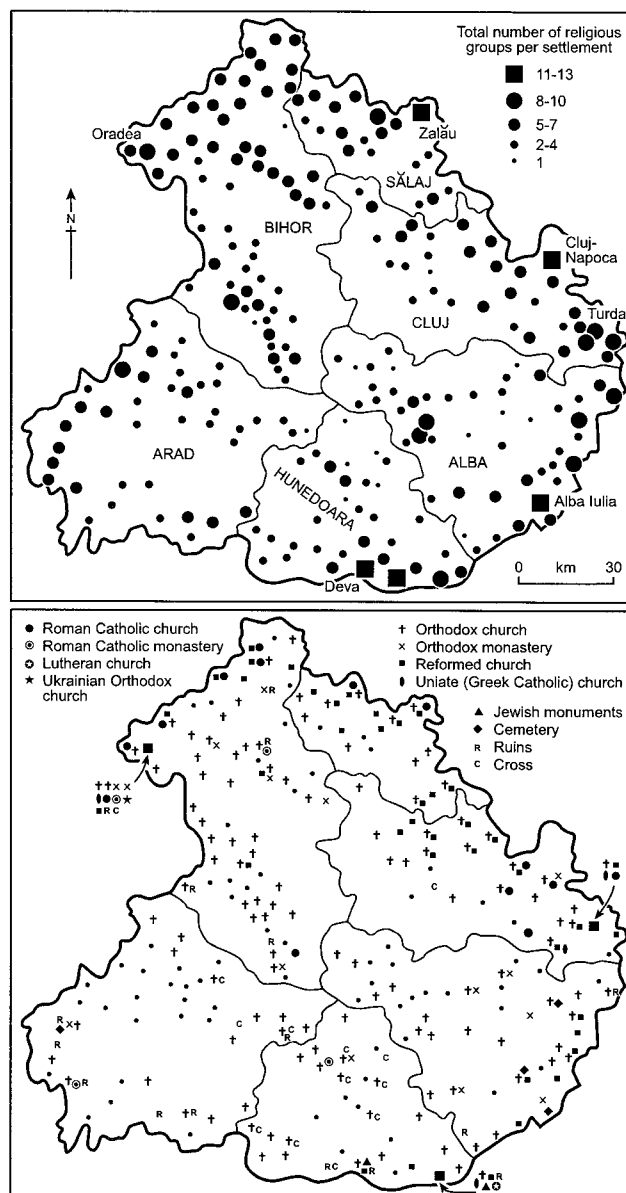 Total number of religious
groups per settlement
11-13
8-10
5-7
2-4
1
Oradea
Zalău
SĂLAJ
N
BIHOR
Cluj-
Napoca
CLUJ
Turda
ARAD
ALBA
HUNEDOARA
Alba Iulia
Deva
0 km 30
Roman Catholic church
Roman Catholic monastery
Lutheran church
Ukrainian Orthodox
church
Orthodox church
Orthodox monastery
Reformed church
Uniate (Greek Catholic) church
Jewish monuments
Cemetery
R Ruins
C Cross
R
R
R C
R
C
R
C
R
R
C
C
R
C
C
C
R
R
R
C
C
R
R C
R
R